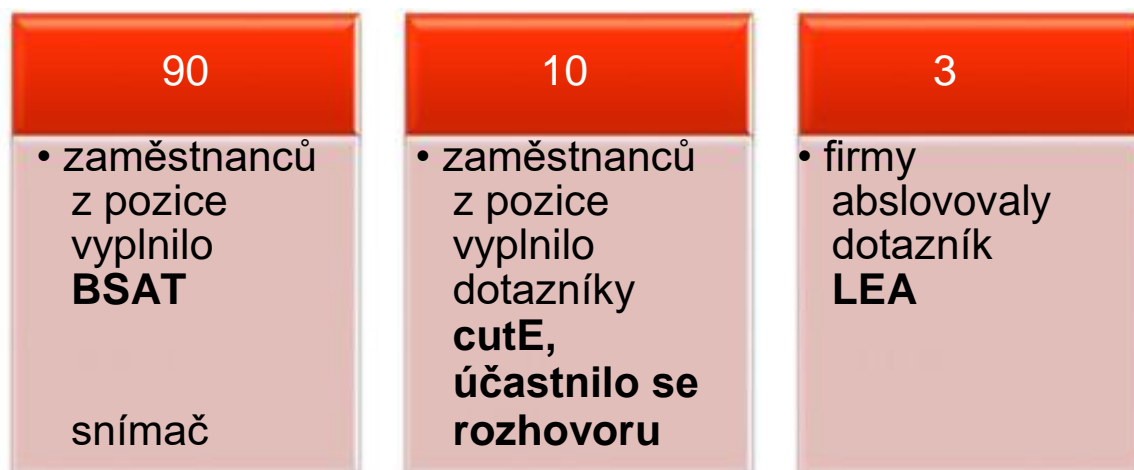 90
• zaměstnanců
z pozice
vyplnilo
BSAT
snímač
10
• zaměstnanců
z pozice
vyplnilo
dotazníky
cutE,
účastnilo se
rozhovoru
3
• firmy
abslovovaly
dotazník
LEA